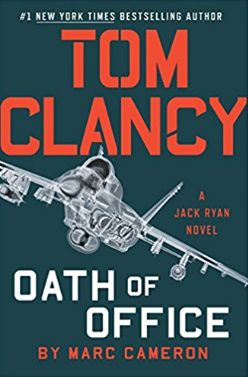 #1 NEW YORK TIMES BESTSELLING AUTHOR
TOM
CLANCY
A
JACK RYAN
NOVEL
OATH OF
OFFICE
BY MARC CAMERON